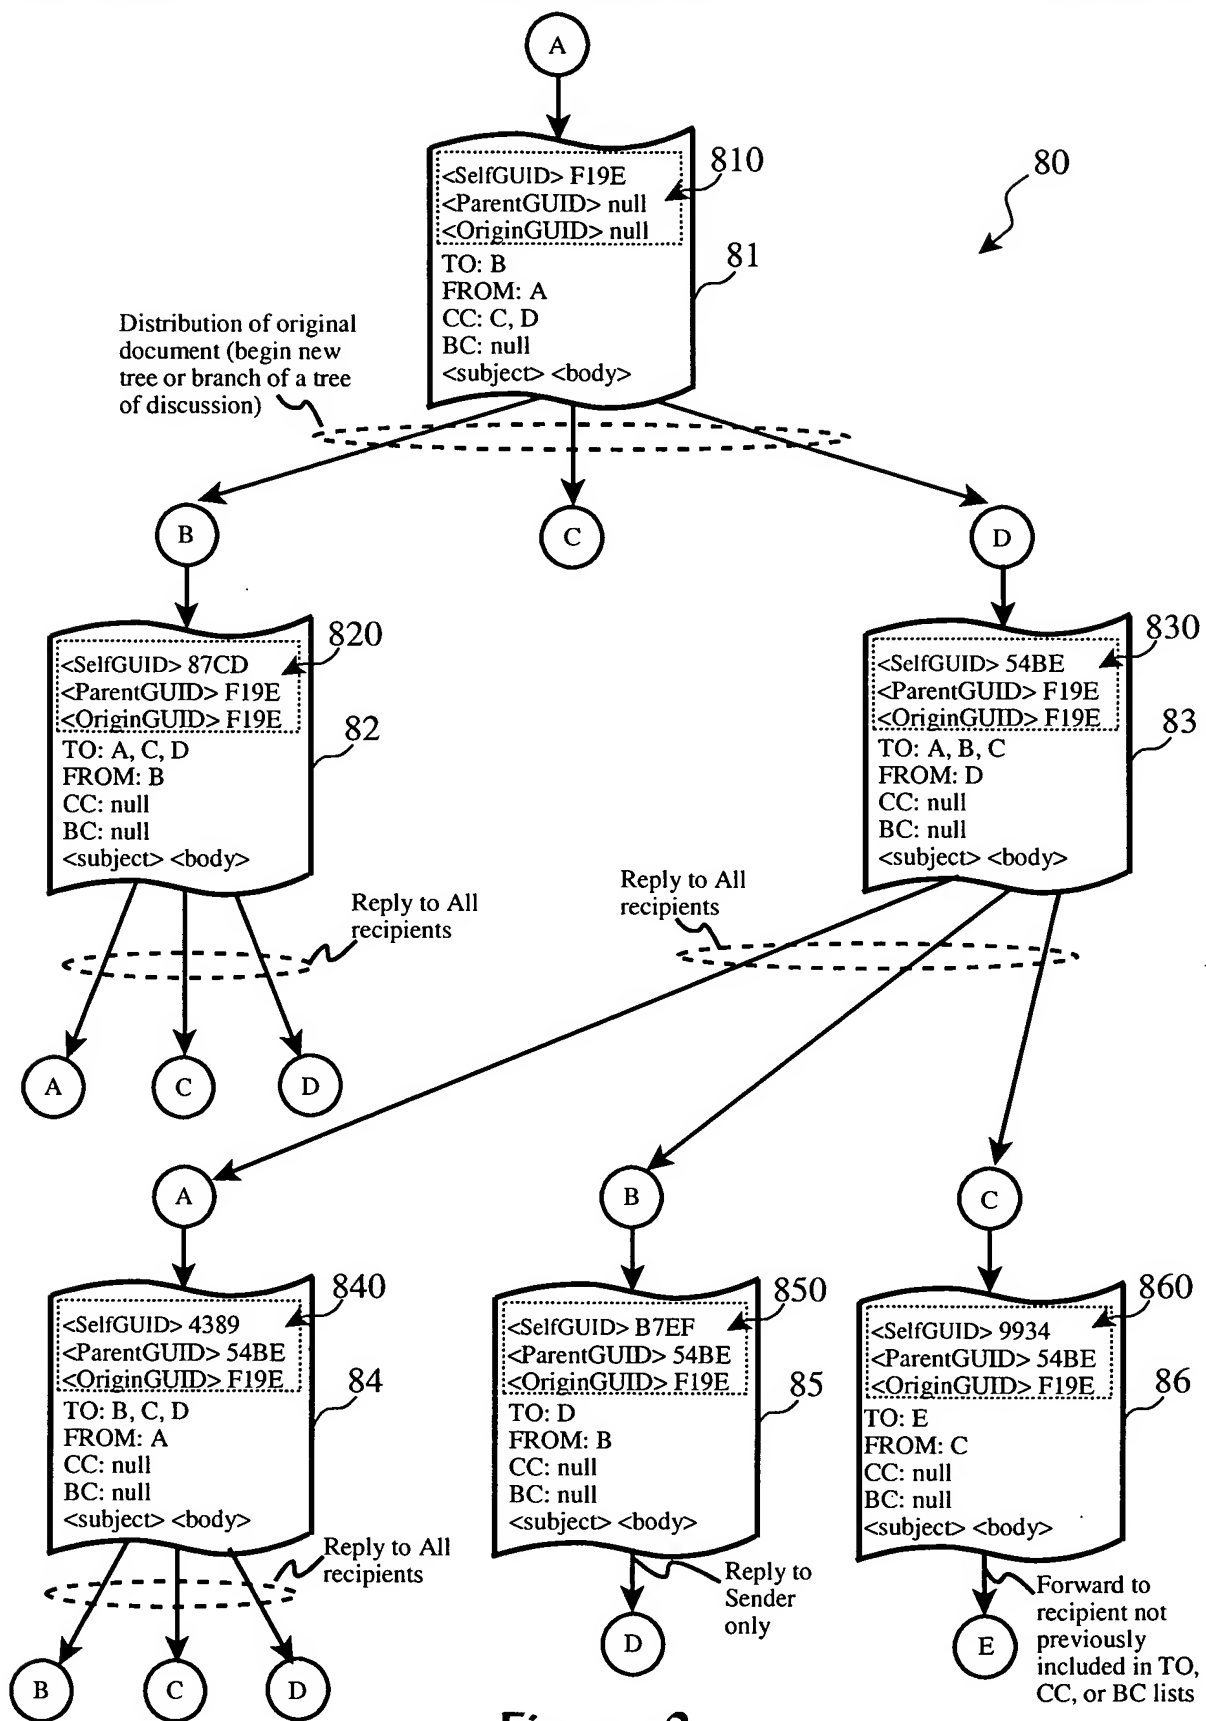 A
<SelfGUID> F19E
<ParentGUID> null
<OriginGUID> null
810
80
TO: B
FROM: A
CC: C, D
BC: null
<subject> <body>
81
Distribution of original
document (begin new
tree or branch of a tree
of discussion)
B
C
D
<SelfGUID> 87CD
<ParentGUID> F19E
<OriginGUID> F19E
820
TO: A, C, D
FROM: B
CC: null
BC: null
<subject> <body>
82
<SelfGUID> 54BE
<ParentGUID> F19E
<OriginGUID> F19E
830
TO: A, B, C
FROM: D
CC: null
BC: null
<subject> <body>
83
Reply to All
recipients
Reply to All
recipients
A
C
D
A
B
C
<SelfGUID> 4389
<ParentGUID> 54BE
<OriginGUID> F19E
840
TO: B, C, D
FROM: A
CC: null
BC: null
<subject> <body>
84
<SelfGUID> B7EF
<ParentGUID> 54BE
<OriginGUID> F19E
850
TO: D
FROM: B
CC: null
BC: null
<subject> <body>
85
<SelfGUID> 9934
<ParentGUID> 54BE
<OriginGUID> F19E
860
TO: E
FROM: C
CC: null
BC: null
<subject> <body>
86
Reply to All
recipients
Reply to
Sender
only
Forward to
recipient not
previously
included in TO,
CC, or BC lists
B
C
D
D
E